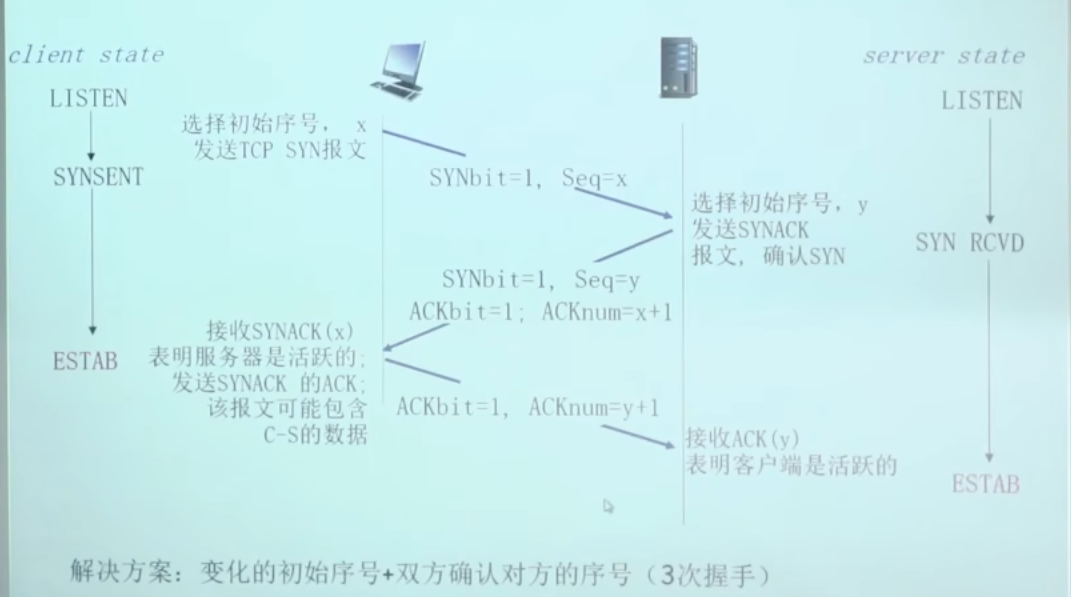 client state
server state
LISTEN
LISTEN
选择初始序号， x
发送TCP SYN报文
SYNSENT
SYNbit=1, Seq=x
选择初始序号，y
发送SYNACK
报文, 确认SYN
SYN RCVD
SYNbit=1, Seq=y
ACKbit=1; ACKnum=x+1
接收SYNACK(x)
表明服务器是活跃的;
发送SYNACK 的ACK;
该报文可能包含
C-S的数据
ESTAB
ACKbit=1, ACKnum=y+1
接收ACK(y)
表明客户端是活跃的
ESTAB
解决方案：变化的初始序号+双方确认对方的序号（3次握手）